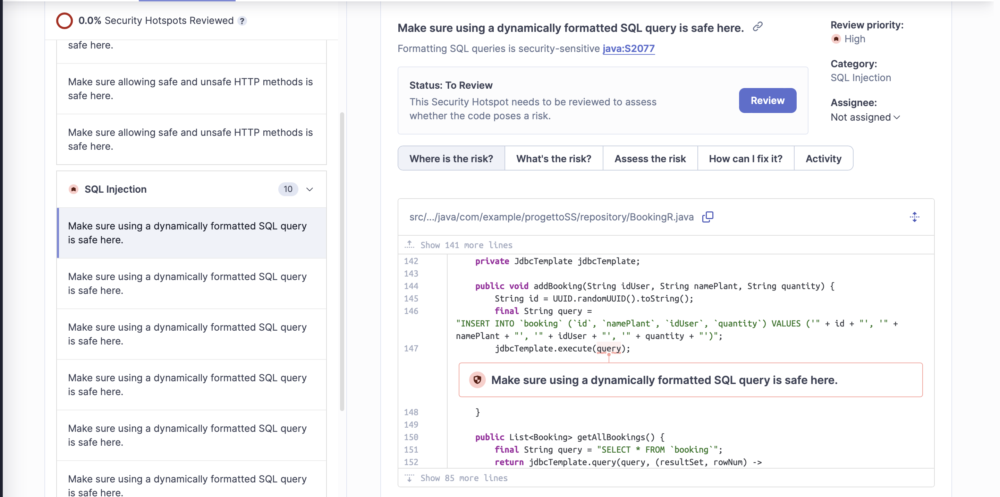 0.0% Security Hotspots Reviewed ?
safe here.
Make sure allowing safe and unsafe HTTP methods is
safe here.
Make sure allowing safe and unsafe HTTP methods is
safe here.
SQL Injection 10
Make sure using a dynamically formatted SQL query
is safe here.
Make sure using a dynamically formatted SQL query
is safe here.
Make sure using a dynamically formatted SQL query
is safe here.
Make sure using a dynamically formatted SQL query
is safe here.
Make sure using a dynamically formatted SQL query
is safe here.
Make sure using a dynamically formatted SQL query
is safe here.
Make sure using a dynamically formatted SQL query is safe here.
Formatting SQL queries is security-sensitive java:S2077
Status: To Review
This Security Hotspot needs to be reviewed to assess
whether the code poses a risk.
Review
Review priority:
High
Category:
SQL Injection
Assignee:
Not assigned
Where is the risk? What's the risk? Assess the risk How can I fix it? Activity
src/.../java/com/example/progettoSS/repository/BookingR.java
Show 141 more lines
142 private JdbcTemplate jdbcTemplate;
143
144 public void addBooking(String idUser, String namePlant, String quantity) {
145 String id = UUID.randomUUID().toString();
146 final String query =
"INSERT INTO `booking` (`id`, `namePlant`, `idUser`, `quantity`) VALUES ('" + id + "', '" +
namePlant + "', '" + idUser + "', '" + quantity + "')";
147 jdbcTemplate.execute(query);
Make sure using a dynamically formatted SQL query is safe here.
148 }
149
150 public List<Booking> getAllBookings() {
151 final String query = "SELECT * FROM `booking`";
152 return jdbcTemplate.query(query, (resultSet, rowNum) ->
Show 85 more lines